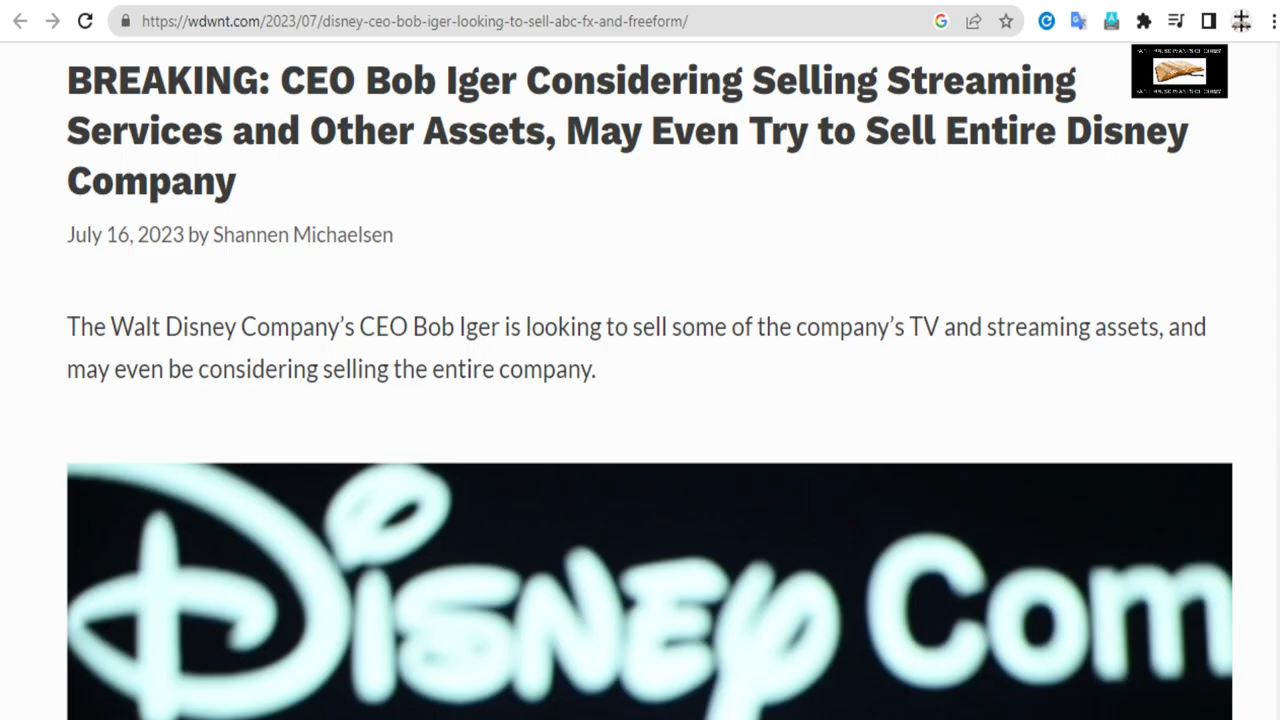 https://wdwnt.com/2023/07/disney-ceo-bob-iger-looking-to-sell-abc-fx-and-freeform/
BREAKING: CEO Bob Iger Considering Selling Streaming
Services and Other Assets, May Even Try to Sell Entire Disney
Company
July 16, 2023 by Shannen Michaelsen
The Walt Disney Company’s CEO Bob Iger is looking to sell some of the company’s TV and streaming assets, and
may even be considering selling the entire company.
Disney Com